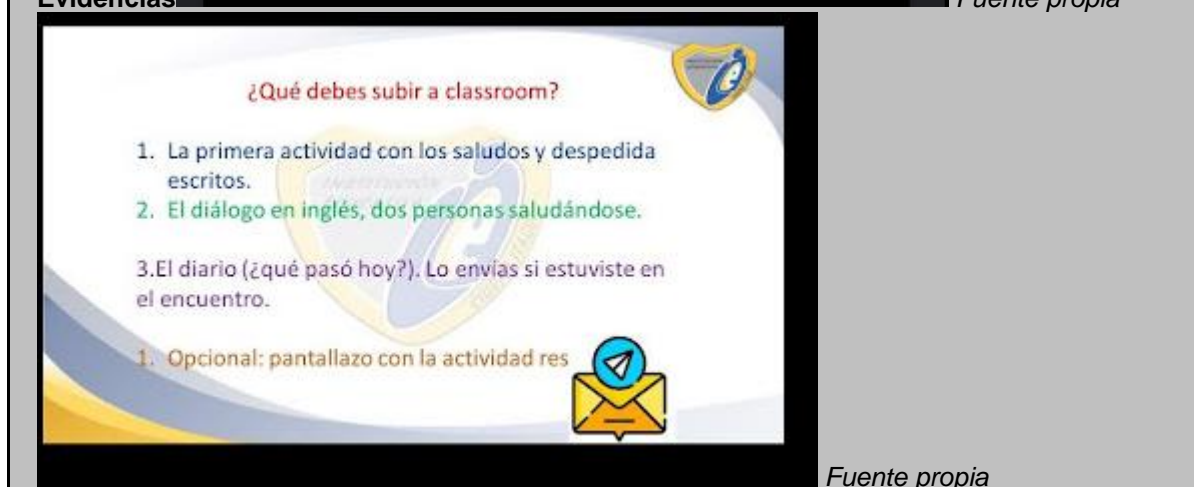 Evidencias Fuente propia
¿Qué debes subir a classroom?
1. La primera actividad con los saludos y despedida
escritos.
2. El diálogo en inglés, dos personas saludándose.
3.El diario (¿qué pasó hoy?). Lo envías si estuviste en
el encuentro.
1. Opcional: pantallazo con la actividad res
Fuente propia